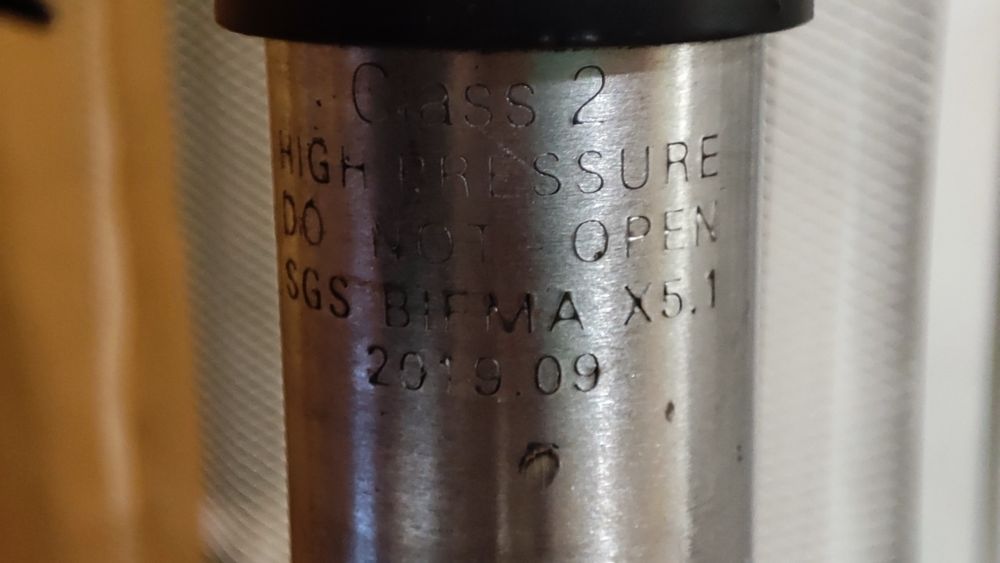 Class 2
HIGH PRESSURE
DO NOT OPEN
SGS BIFMA X5.1
2019.09